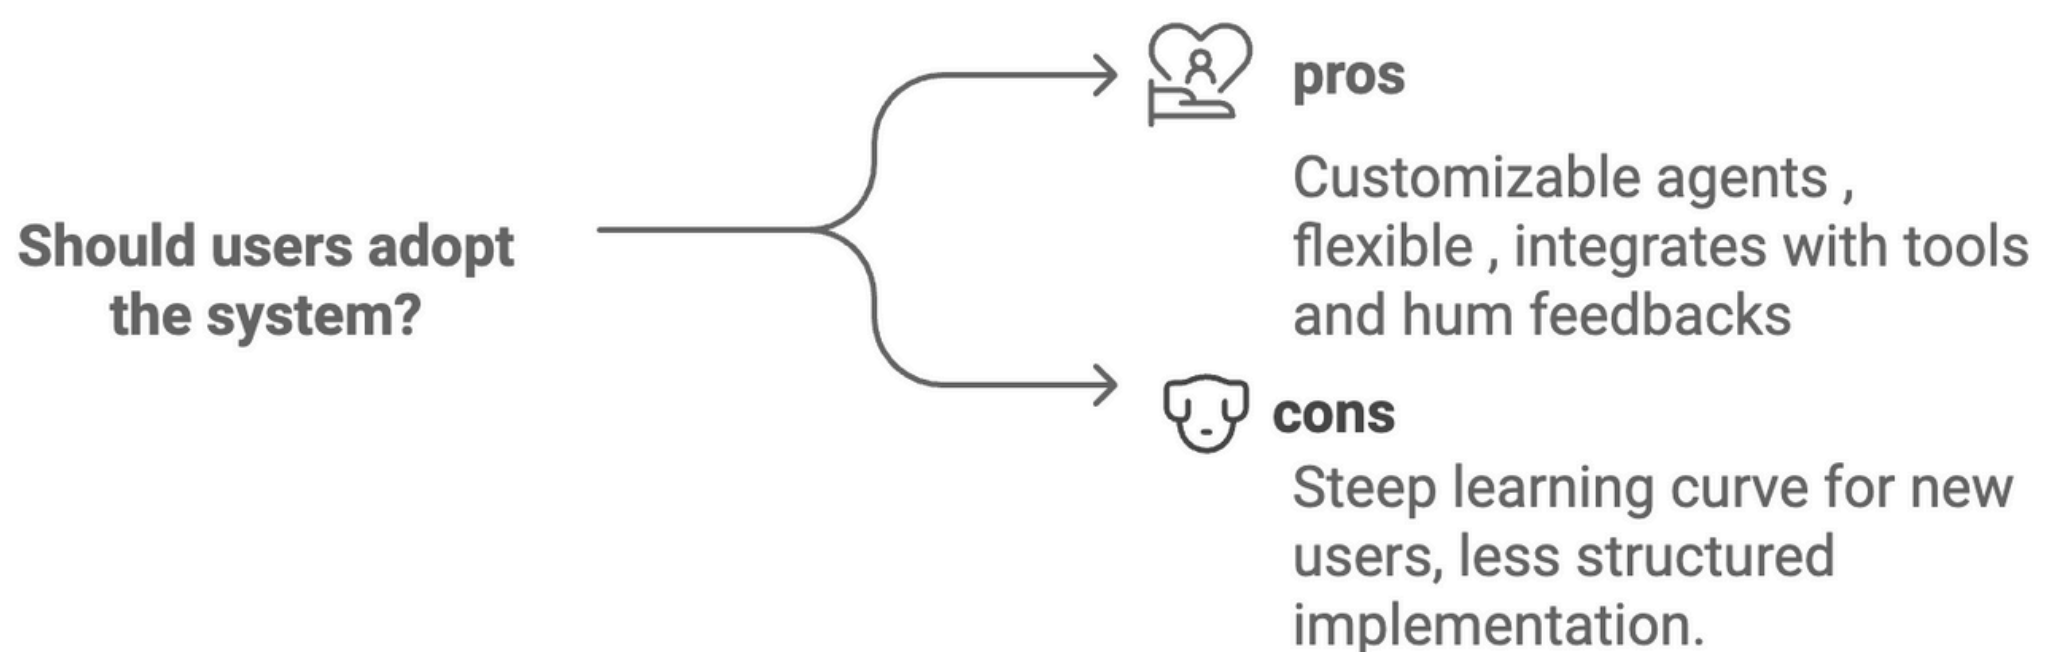 Should users adopt
the system?
pros
Customizable agents ,
flexible , integrates with tools
and hum feedbacks
cons
Steep learning curve for new
users, less structured
implementation.